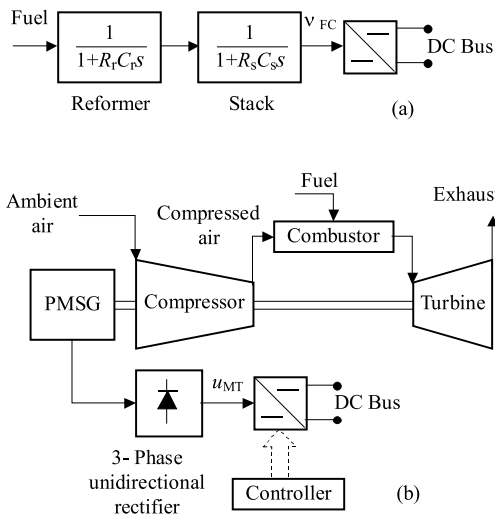 Fuel
1
1+RrCrs
1
1+RsCss
ν FC
DC Bus
Reformer
Stack
(a)
Ambient
air
Compressed
air
Fuel
Exhaust
Combustor
PMSG
Compressor
Turbine
uMT
DC Bus
3- Phase
unidirectional
rectifier
Controller
(b)